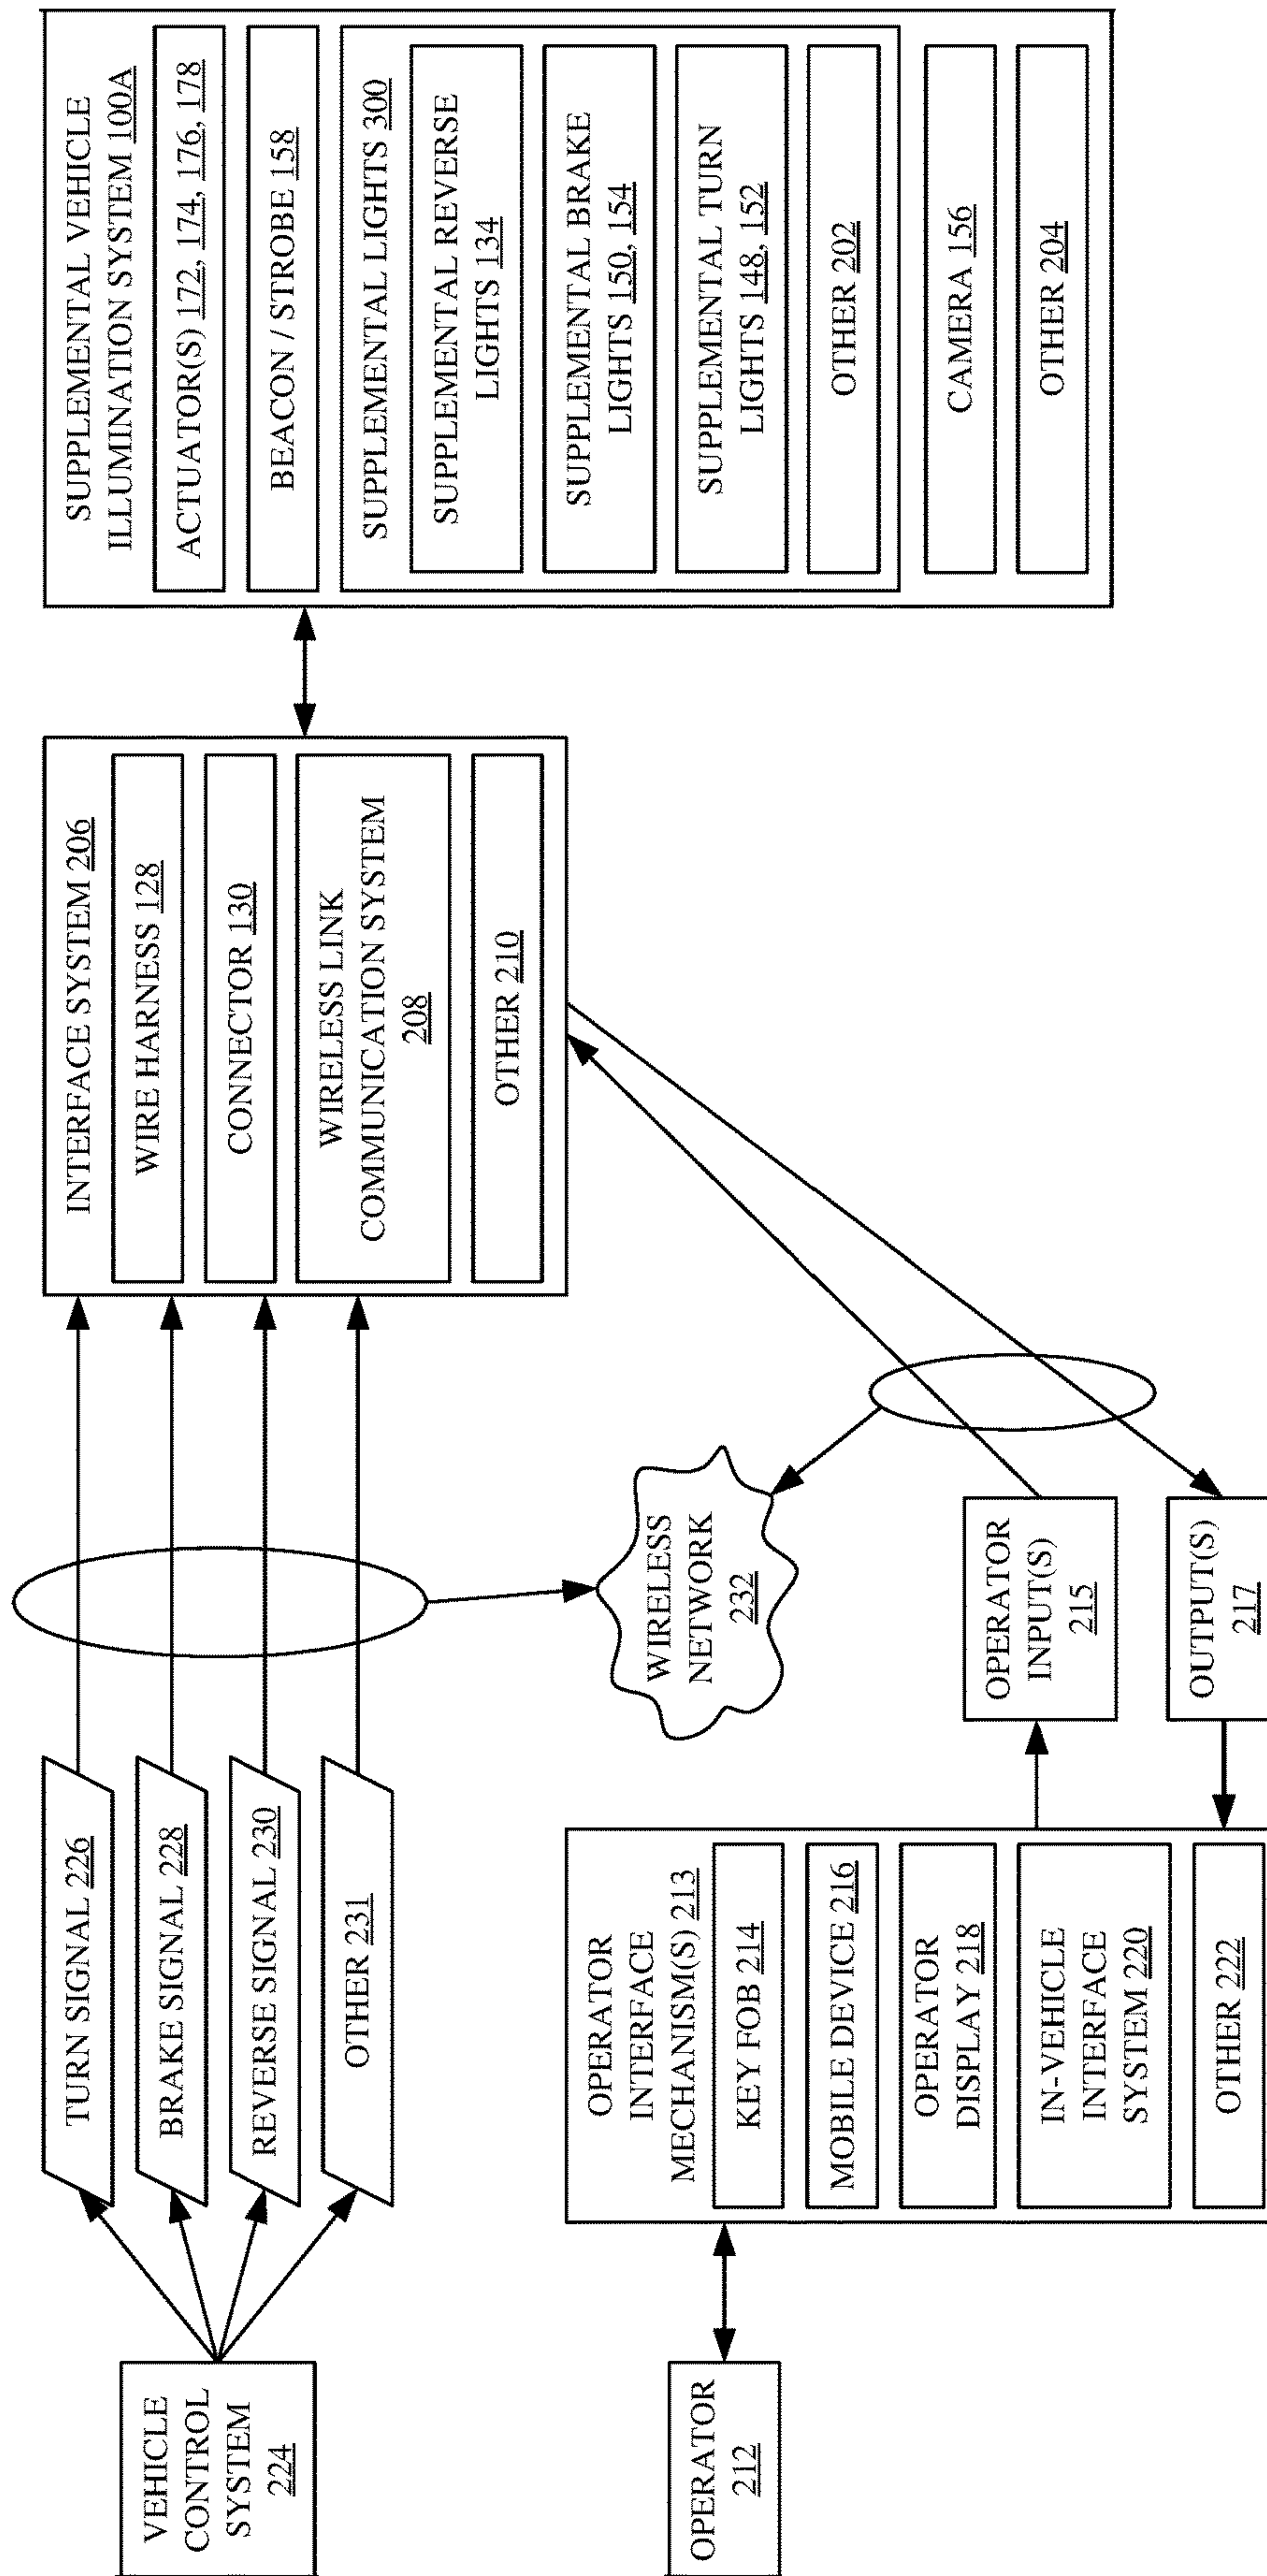 VEHICLE
CONTROL
SYSTEM
224
TURN SIGNAL 226
BRAKE SIGNAL 228
REVERSE SIGNAL 230
OTHER 231
INTERFACE SYSTEM 206
WIRE HARNESS 128
CONNECTOR 130
WIRELESS LINK
COMMUNICATION SYSTEM
208
OTHER 210
SUPPLEMENTAL VEHICLE
ILLUMINATION SYSTEM 100A
ACTUATOR(S) 172, 174, 176, 178
BEACON / STROBE 158
SUPPLEMENTAL LIGHTS 300
SUPPLEMENTAL REVERSE
LIGHTS 134
SUPPLEMENTAL BRAKE
LIGHTS 150, 154
SUPPLEMENTAL TURN
LIGHTS 148, 152
OTHER 202
CAMERA 156
OTHER 204
WIRELESS
NETWORK
232
OPERATOR
212
OPERATOR
INTERFACE
MECHANISM(S) 213
KEY FOB 214
MOBILE DEVICE 216
OPERATOR
DISPLAY 218
IN-VEHICLE
INTERFACE
SYSTEM 220
OTHER 222
OPERATOR
INPUT(S)
215
OUTPUT(S)
217